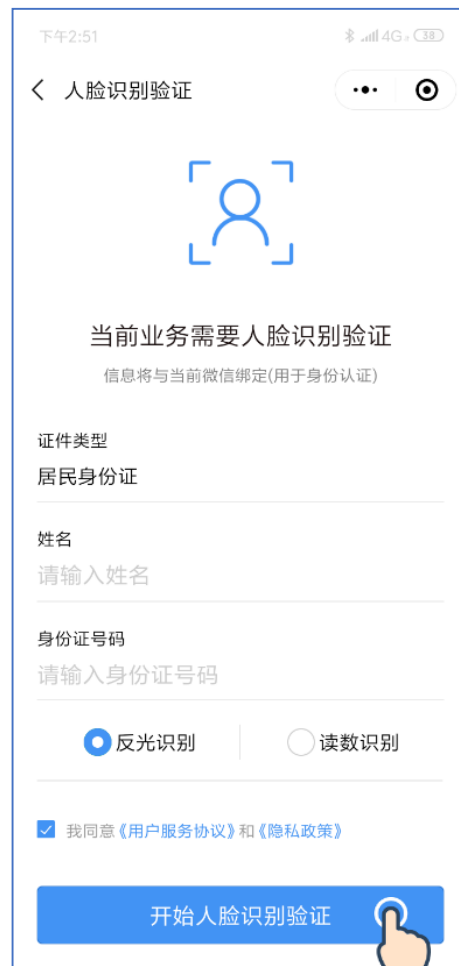 下午2:51
4G 38
人脸识别验证
当前业务需要人脸识别验证
信息将与当前微信绑定(用于身份认证)
证件类型
居民身份证
姓名
请输入姓名
身份证号码
请输入身份证号码
反光识别 读数识别
我同意《用户服务协议》和《隐私政策》
开始人脸识别验证